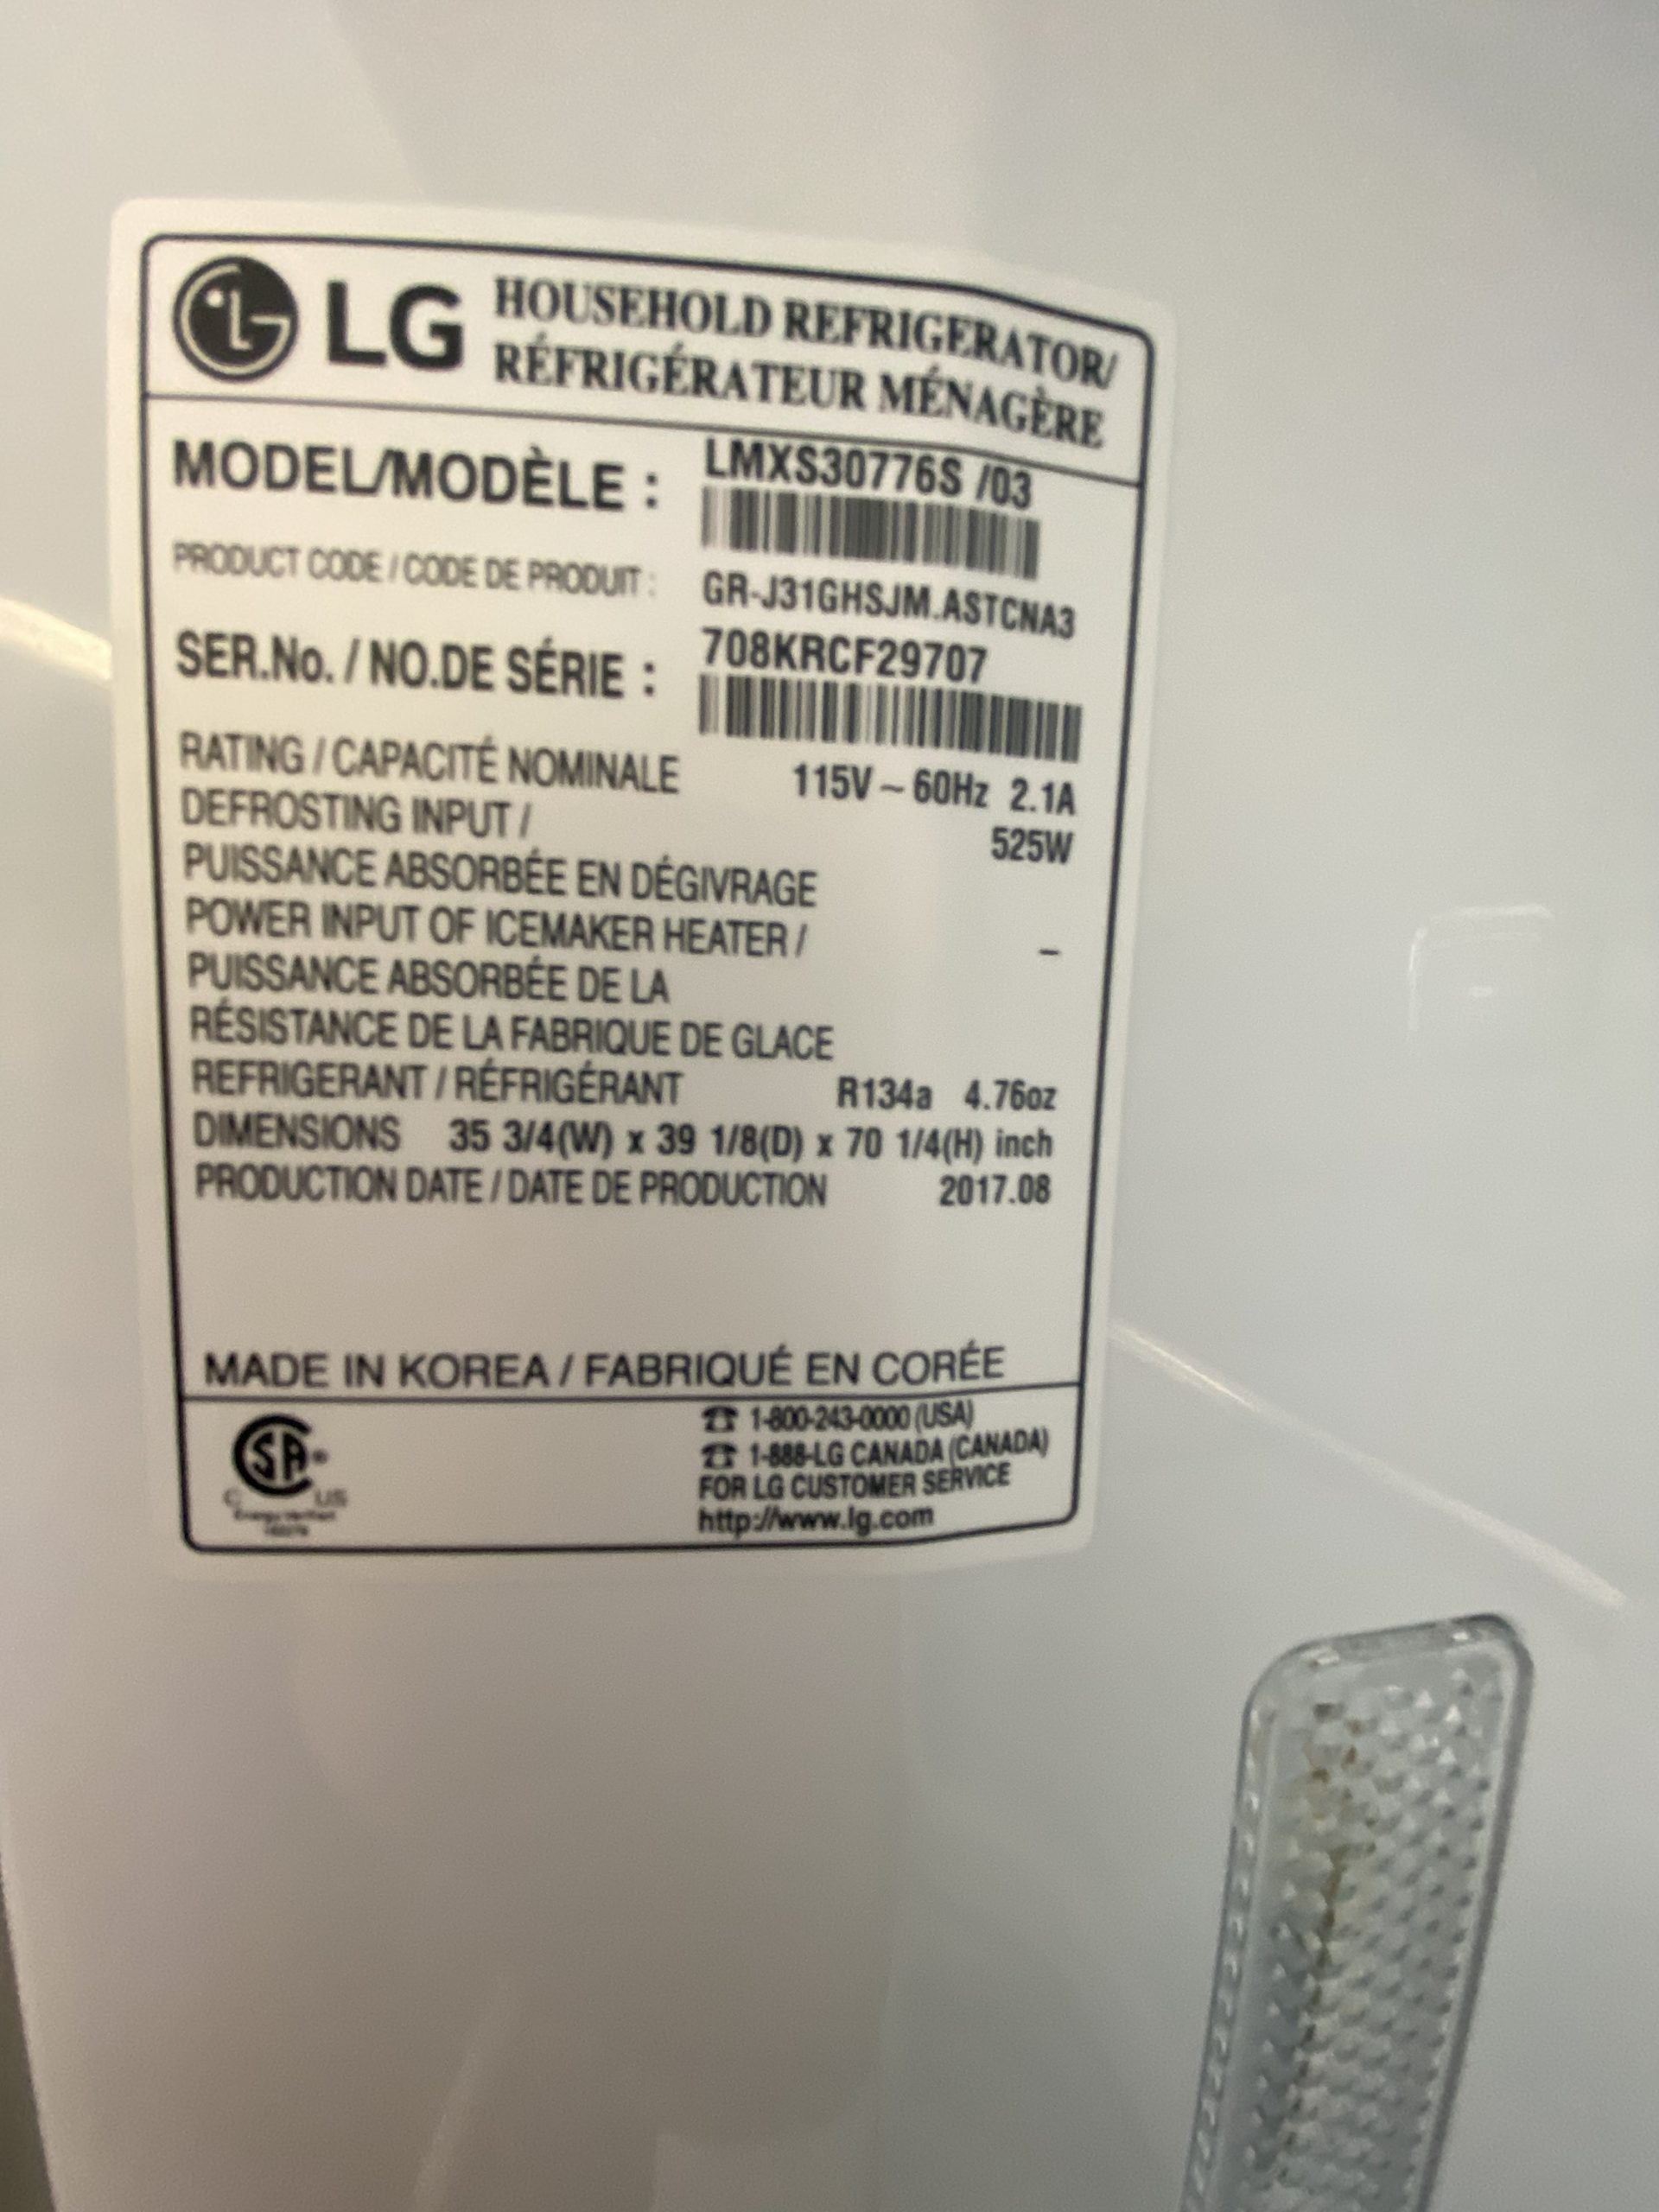 LG HOUSEHOLD REFRIGERATOR/
RÉFRIGÉRATEUR MÉNAGÈRE
MODEL/MODÈLE : LMXS30776S /03
PRODUCT CODE / CODE DE PRODUIT : GR-J31GHSJM.ASTCNA3
SER.No. / NO.DE SÉRIE : 708KRCF29707
RATING / CAPACITÉ NOMINALE 115V ~ 60Hz 2.1A
DEFROSTING INPUT / 525W
PUISSANCE ABSORBÉE EN DÉGIVRAGE
POWER INPUT OF ICEMAKER HEATER / –
PUISSANCE ABSORBÉE DE LA
RÉSISTANCE DE LA FABRIQUE DE GLACE
REFRIGERANT / RÉFRIGÉRANT R134a 4.76oz
DIMENSIONS 35 3/4(W) x 39 1/8(D) x 70 1/4(H) inch
PRODUCTION DATE / DATE DE PRODUCTION 2017.08
MADE IN KOREA / FABRIQUÉ EN CORÉE
SA ®
C US
Energy Verified
☎ 1-800-243-0000 (USA)
☎ 1-888-LG CANADA (CANADA)
FOR LG CUSTOMER SERVICE
http://www.lg.com